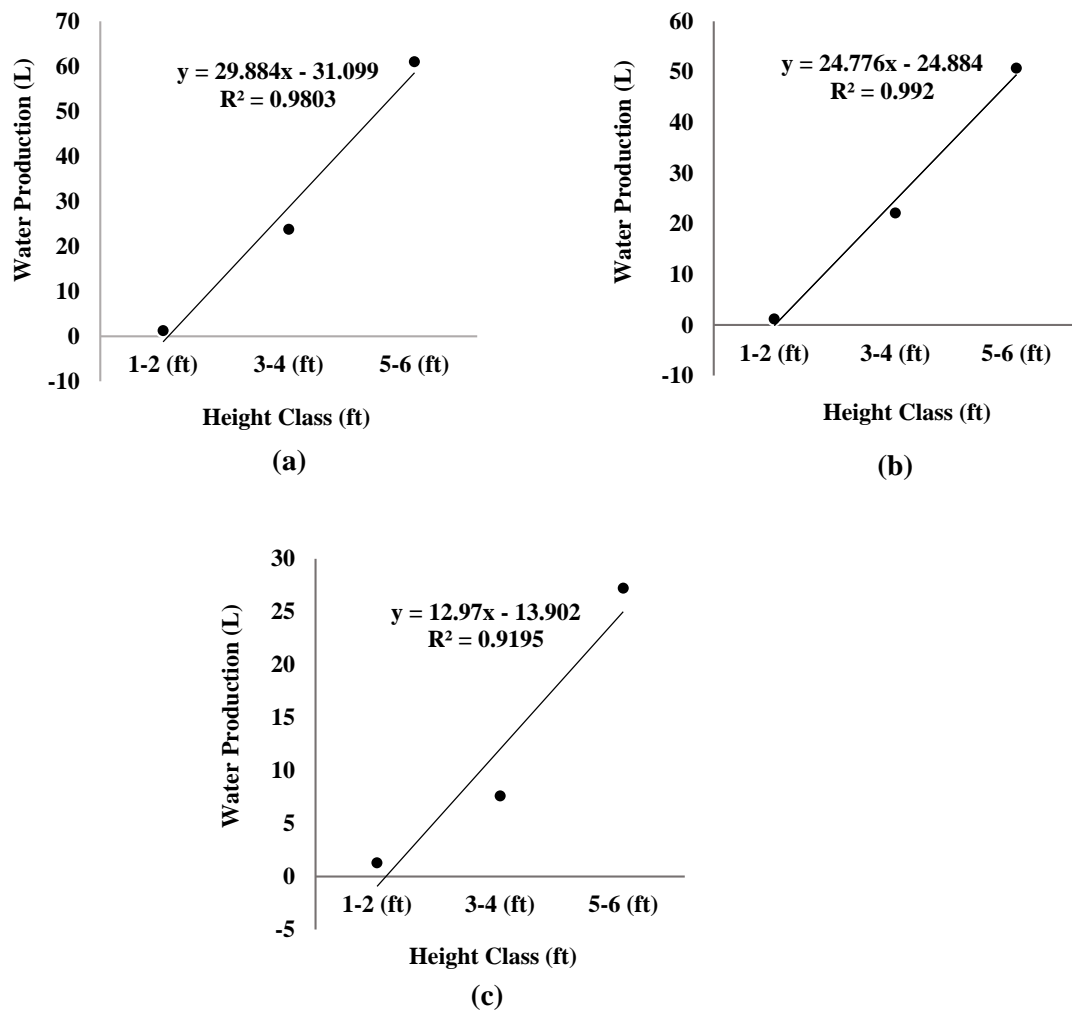 70
60
50
40
30
20
10
0
-10
Water Production (L)
y = 29.884x - 31.099
R² = 0.9803
1-2 (ft) 3-4 (ft) 5-6 (ft)
Height Class (ft)
(a)
60
50
40
30
20
10
0
-10
Water Production (L)
y = 24.776x - 24.884
R² = 0.992
1-2 (ft) 3-4 (ft) 5-6 (ft)
Height Class (ft)
(b)
30
25
20
15
10
5
0
-5
Water Production (L)
y = 12.97x - 13.902
R² = 0.9195
1-2 (ft) 3-4 (ft) 5-6 (ft)
Height Class (ft)
(c)